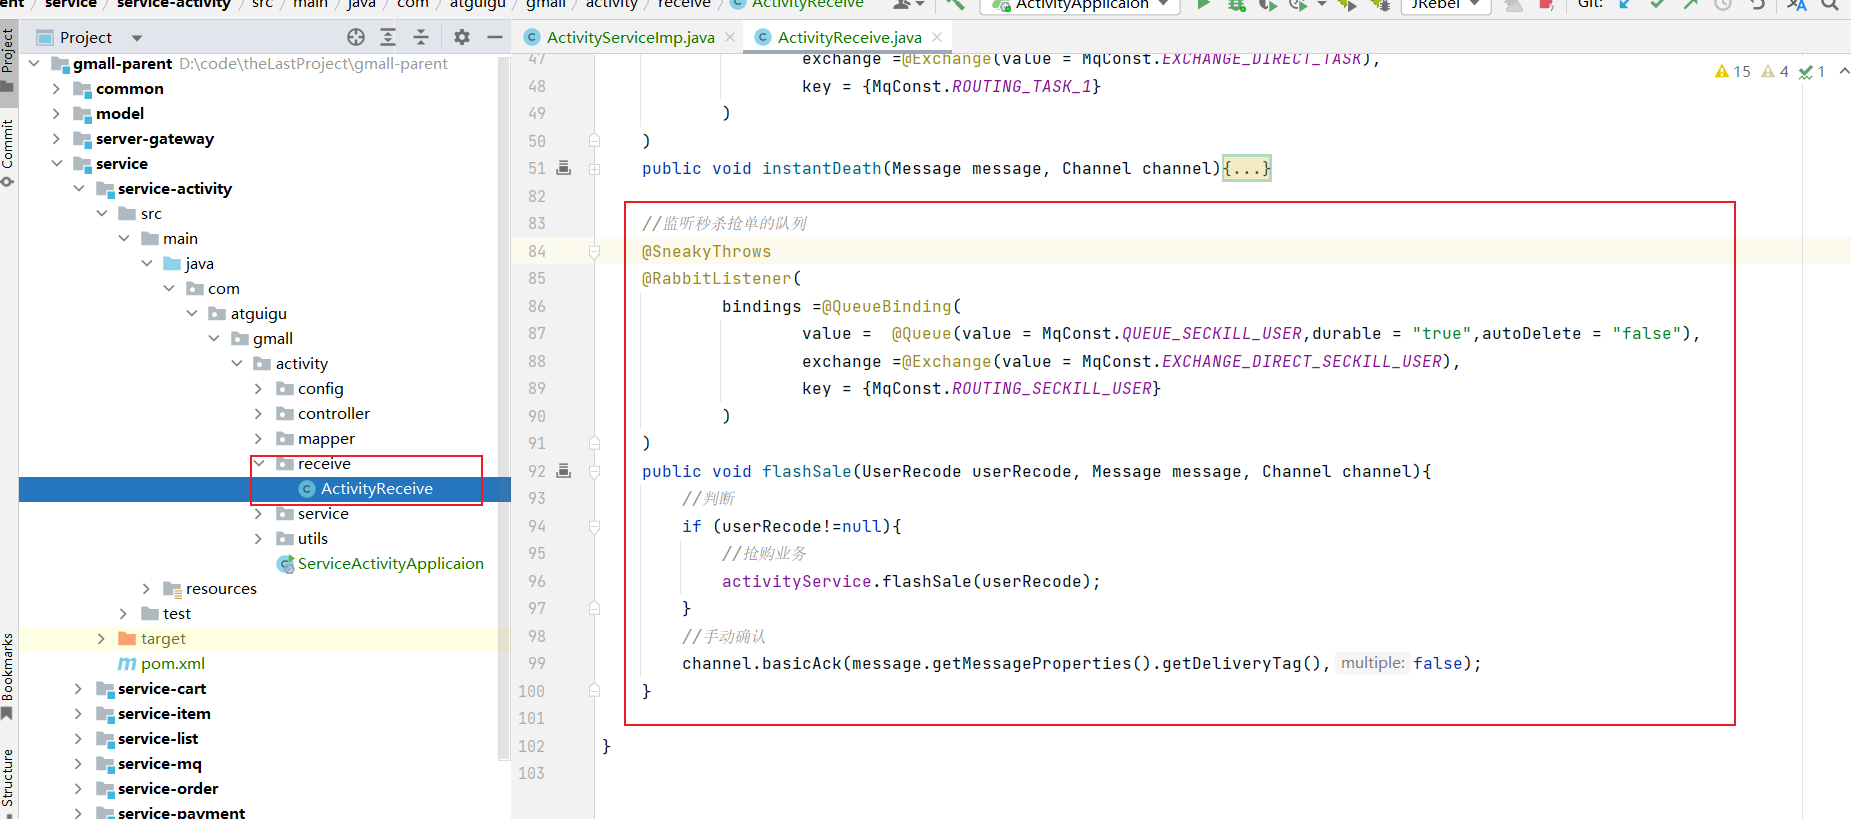 ent › service › service-activity › src › main › java › com › atguigu › gmall › activity › receive › ActivityReceive
ActivityApplicaion
JRebel
Git:
Project
Commit
Bookmarks
Structure
Project
gmall-parent D:\code\theLastProject\gmall-parent
common
model
server-gateway
service
service-activity
src
main
java
com
atguigu
gmall
activity
config
controller
mapper
receive
ActivityReceive
service
utils
ServiceActivityApplicaion
resources
test
target
pom.xml
service-cart
service-item
service-list
service-mq
service-order
service-payment
ActivityServiceImp.java
ActivityReceive.java
15 4 1
47 exchange =@Exchange(value = MqConst.EXCHANGE_DIRECT_TASK),
48 key = {MqConst.ROUTING_TASK_1}
49 )
50 )
51 public void instantDeath(Message message, Channel channel){...}
82
83 //监听秒杀抢单的队列
84 @SneakyThrows
85 @RabbitListener(
86 bindings =@QueueBinding(
87 value = @Queue(value = MqConst.QUEUE_SECKILL_USER,durable = "true",autoDelete = "false"),
88 exchange =@Exchange(value = MqConst.EXCHANGE_DIRECT_SECKILL_USER),
89 key = {MqConst.ROUTING_SECKILL_USER}
90 )
91 )
92 public void flashSale(UserRecode userRecode, Message message, Channel channel){
93 //判断
94 if (userRecode!=null){
95 //抢购业务
96 activityService.flashSale(userRecode);
97 }
98 //手动确认
99 channel.basicAck(message.getMessageProperties().getDeliveryTag(), multiple: false);
100 }
101
102 }
103